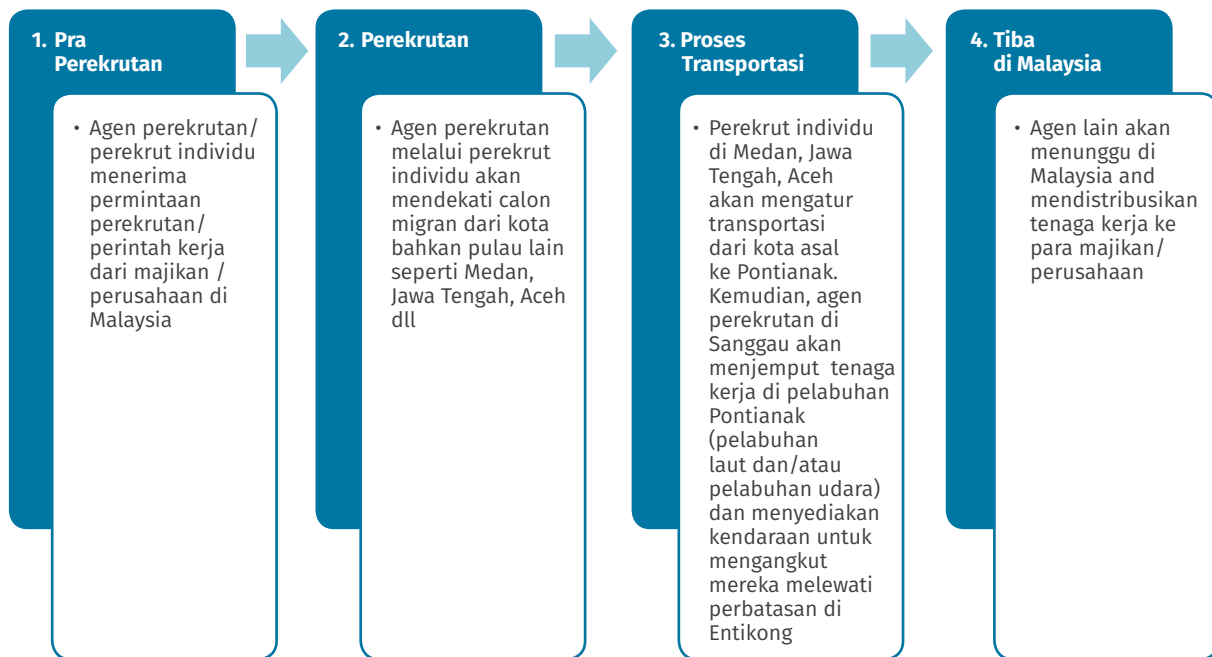 1. Pra
Perekrutan
• Agen perekrutan/
perekrut individu
menerima
permintaan
perekrutan/
perintah kerja
dari majikan /
perusahaan di
Malaysia
2. Perekrutan
• Agen perekrutan
melalui perekrut
individu akan
mendekati calon
migran dari kota
bahkan pulau lain
seperti Medan,
Jawa Tengah, Aceh
dll
3. Proses
Transportasi
• Perekrut individu
di Medan, Jawa
Tengah, Aceh
akan mengatur
transportasi
dari kota asal
ke Pontianak.
Kemudian, agen
perekrutan di
Sanggau akan
menjemput tenaga
kerja di pelabuhan
Pontianak
(pelabuhan
laut dan/atau
pelabuhan udara)
dan menyediakan
kendaraan untuk
mengangkut
mereka melewati
perbatasan di
Entikong
4. Tiba
di Malaysia
• Agen lain akan
menunggu di
Malaysia and
mendistribusikan
tenaga kerja ke
para majikan/
perusahaan